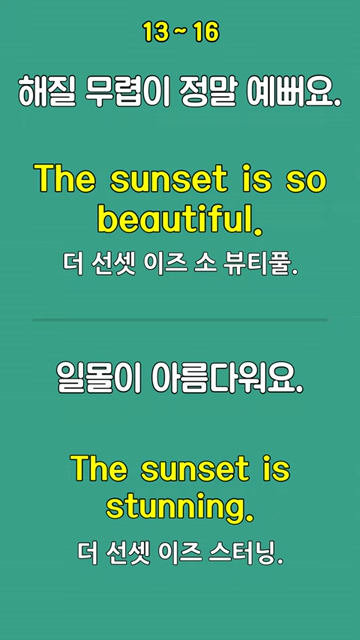 13 ~ 16
해질 무렵이 정말 예뻐요.
The sunset is so
beautiful.
더 선셋 이즈 소 뷰티풀.
일몰이 아름다워요.
The sunset is
stunning.
더 선셋 이즈 스터닝.